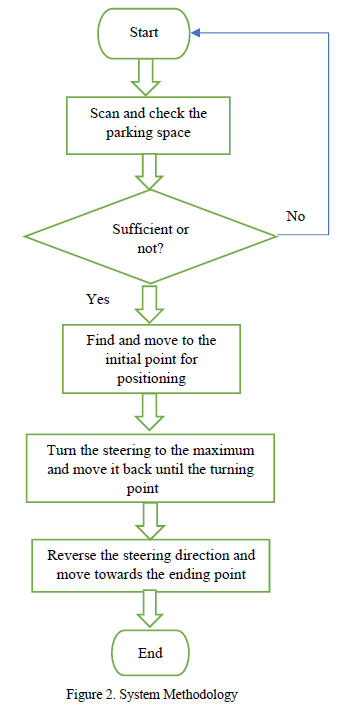 Start
Scan and check the
parking space
Sufficient or
not?
No
Yes
Find and move to the
initial point for
positioning
Turn the steering to the maximum
and move it back until the turning
point
Reverse the steering direction and
move towards the ending point
End
Figure 2. System Methodology